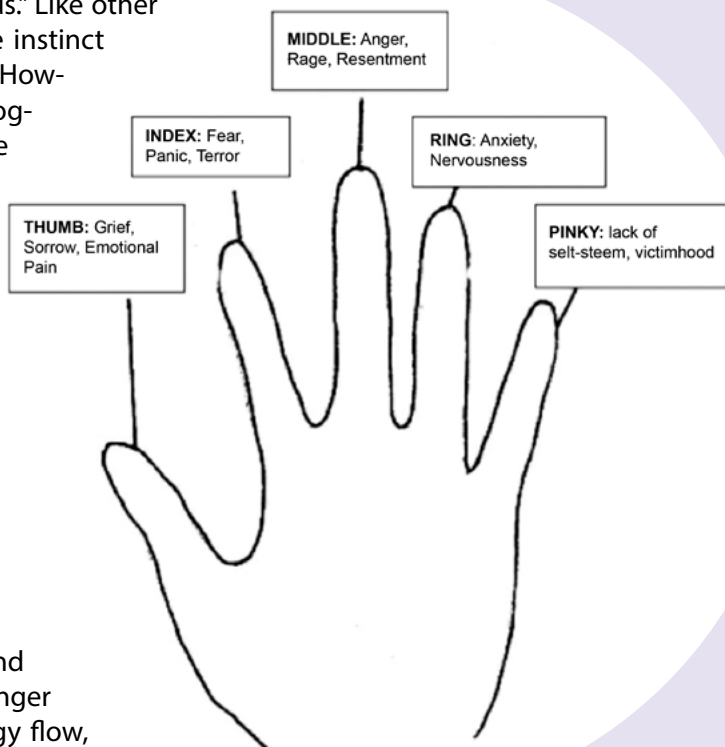 ls.” Like other
e instinct
How-
og-
e
MIDDLE: Anger,
Rage, Resentment
INDEX: Fear,
Panic, Terror
RING: Anxiety,
Nervousness
THUMB: Grief,
Sorrow, Emotional
Pain
PINKY: lack of
selt-steem, victimhood
nd
nger
gy flow,